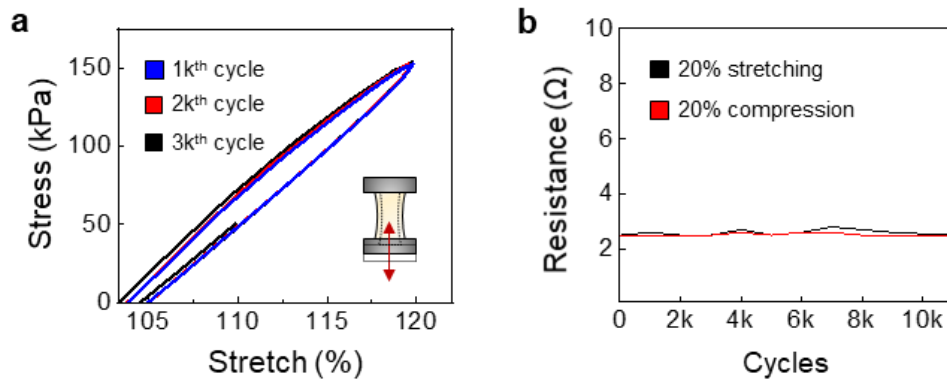 a
1kᵗʰ cycle
2kᵗʰ cycle
3kᵗʰ cycle
Stress (kPa)
150
100
50
0
105 110 115 120
Stretch (%)
b
20% stretching
20% compression
Resistance (Ω)
10
8
6
4
2
0 2k 4k 6k 8k 10k
Cycles